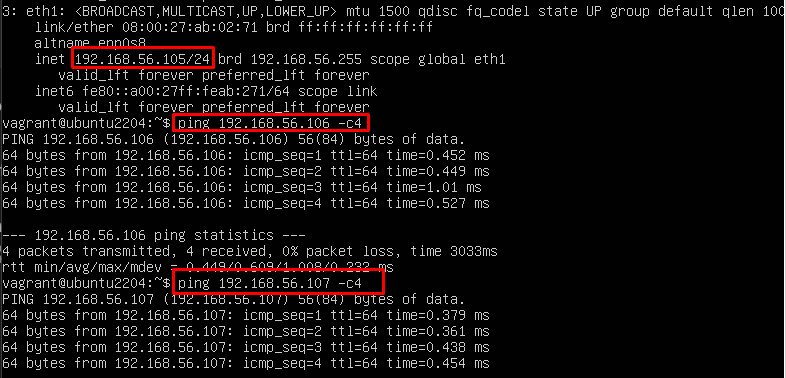 3: eth1: <BROADCAST,MULTICAST,UP,LOWER_UP> mtu 1500 qdisc fq_codel state UP group default qlen 100
link/ether 08:00:27:ab:02:71 brd ff:ff:ff:ff:ff:ff
altname enp0s8
inet 192.168.56.105/24 brd 192.168.56.255 scope global eth1
valid_lft forever preferred_lft forever
inet6 fe80::a00:27ff:feab:271/64 scope link
valid_lft forever preferred_lft forever
vagrant@ubuntu2204:~$ ping 192.168.56.106 -c4
PING 192.168.56.106 (192.168.56.106) 56(84) bytes of data.
64 bytes from 192.168.56.106: icmp_seq=1 ttl=64 time=0.452 ms
64 bytes from 192.168.56.106: icmp_seq=2 ttl=64 time=0.449 ms
64 bytes from 192.168.56.106: icmp_seq=3 ttl=64 time=1.01 ms
64 bytes from 192.168.56.106: icmp_seq=4 ttl=64 time=0.527 ms
--- 192.168.56.106 ping statistics ---
4 packets transmitted, 4 received, 0% packet loss, time 3033ms
rtt min/avg/max/mdev = 0.449/0.609/1.008/0.232 ms
vagrant@ubuntu2204:~$ ping 192.168.56.107 -c4
PING 192.168.56.107 (192.168.56.107) 56(84) bytes of data.
64 bytes from 192.168.56.107: icmp_seq=1 ttl=64 time=0.379 ms
64 bytes from 192.168.56.107: icmp_seq=2 ttl=64 time=0.361 ms
64 bytes from 192.168.56.107: icmp_seq=3 ttl=64 time=0.438 ms
64 bytes from 192.168.56.107: icmp_seq=4 ttl=64 time=0.454 ms